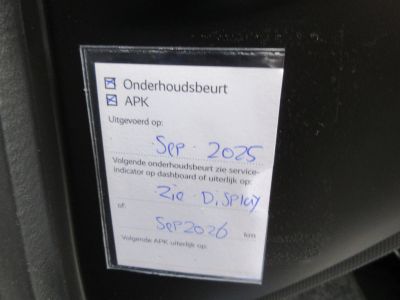 Onderhoudsbeurt
APK
Uitgevoerd op:
Sep. 2025
Volgende onderhoudsbeurt zie service-
indicator op dashboard of uiterlijk op:
Zie Display
of:
Sep 2026 km
Volgende APK uiterlijk op: